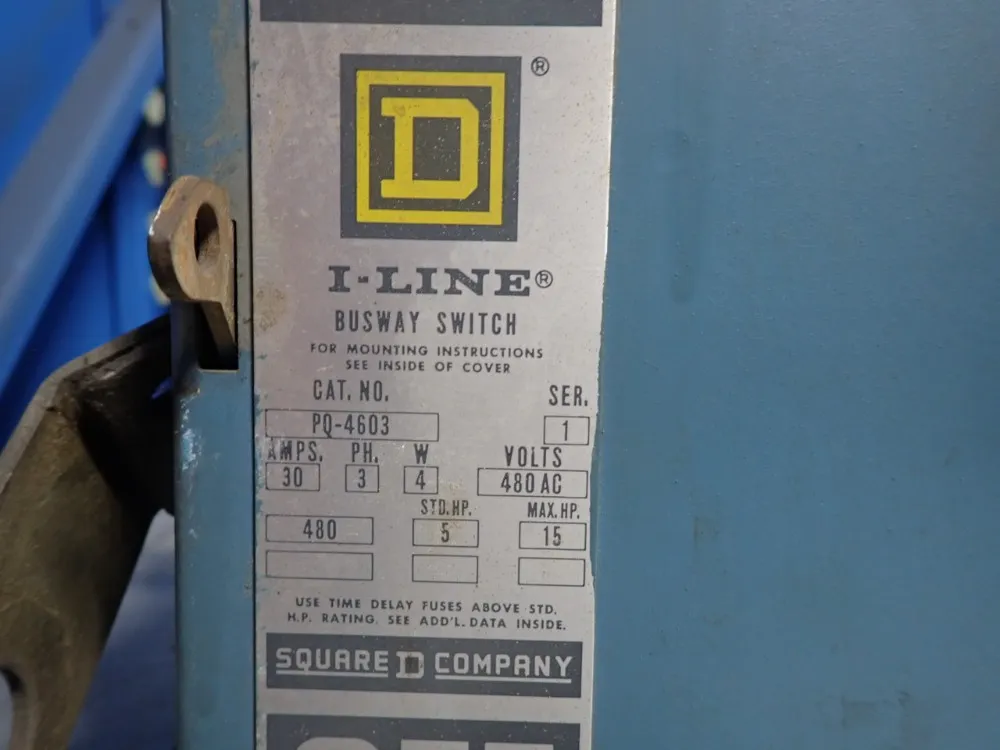 D ®
I-LINE®
BUSWAY SWITCH
FOR MOUNTING INSTRUCTIONS
SEE INSIDE OF COVER
CAT. NO. SER.
PQ-4603 1
AMPS. PH. W VOLTS
30 3 4 480 AC
STD. HP. MAX. HP.
480 5 15
USE TIME DELAY FUSES ABOVE STD.
H.P. RATING. SEE ADD'L. DATA INSIDE.
SQUARE D COMPANY